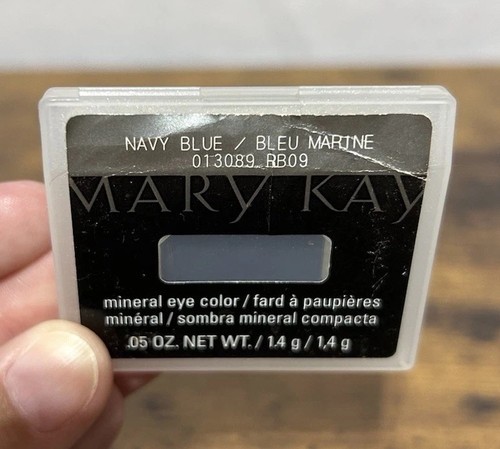 NAVY BLUE / BLEU MARINE
013089 RB09
MARY KAY
mineral eye color / fard à paupières
minéral / sombra mineral compacta
.05 OZ. NET WT. / 1.4 g / 1,4 g